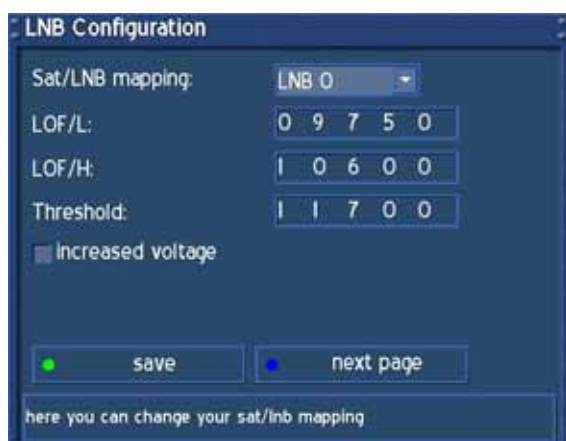 LNB Configuration
Sat/LNB mapping: LNB 0
LOF/L: 0 9 7 5 0
LOF/H: 1 0 6 0 0
Threshold: 1 1 7 0 0
increased voltage
save next page
here you can change your sat/lnb mapping